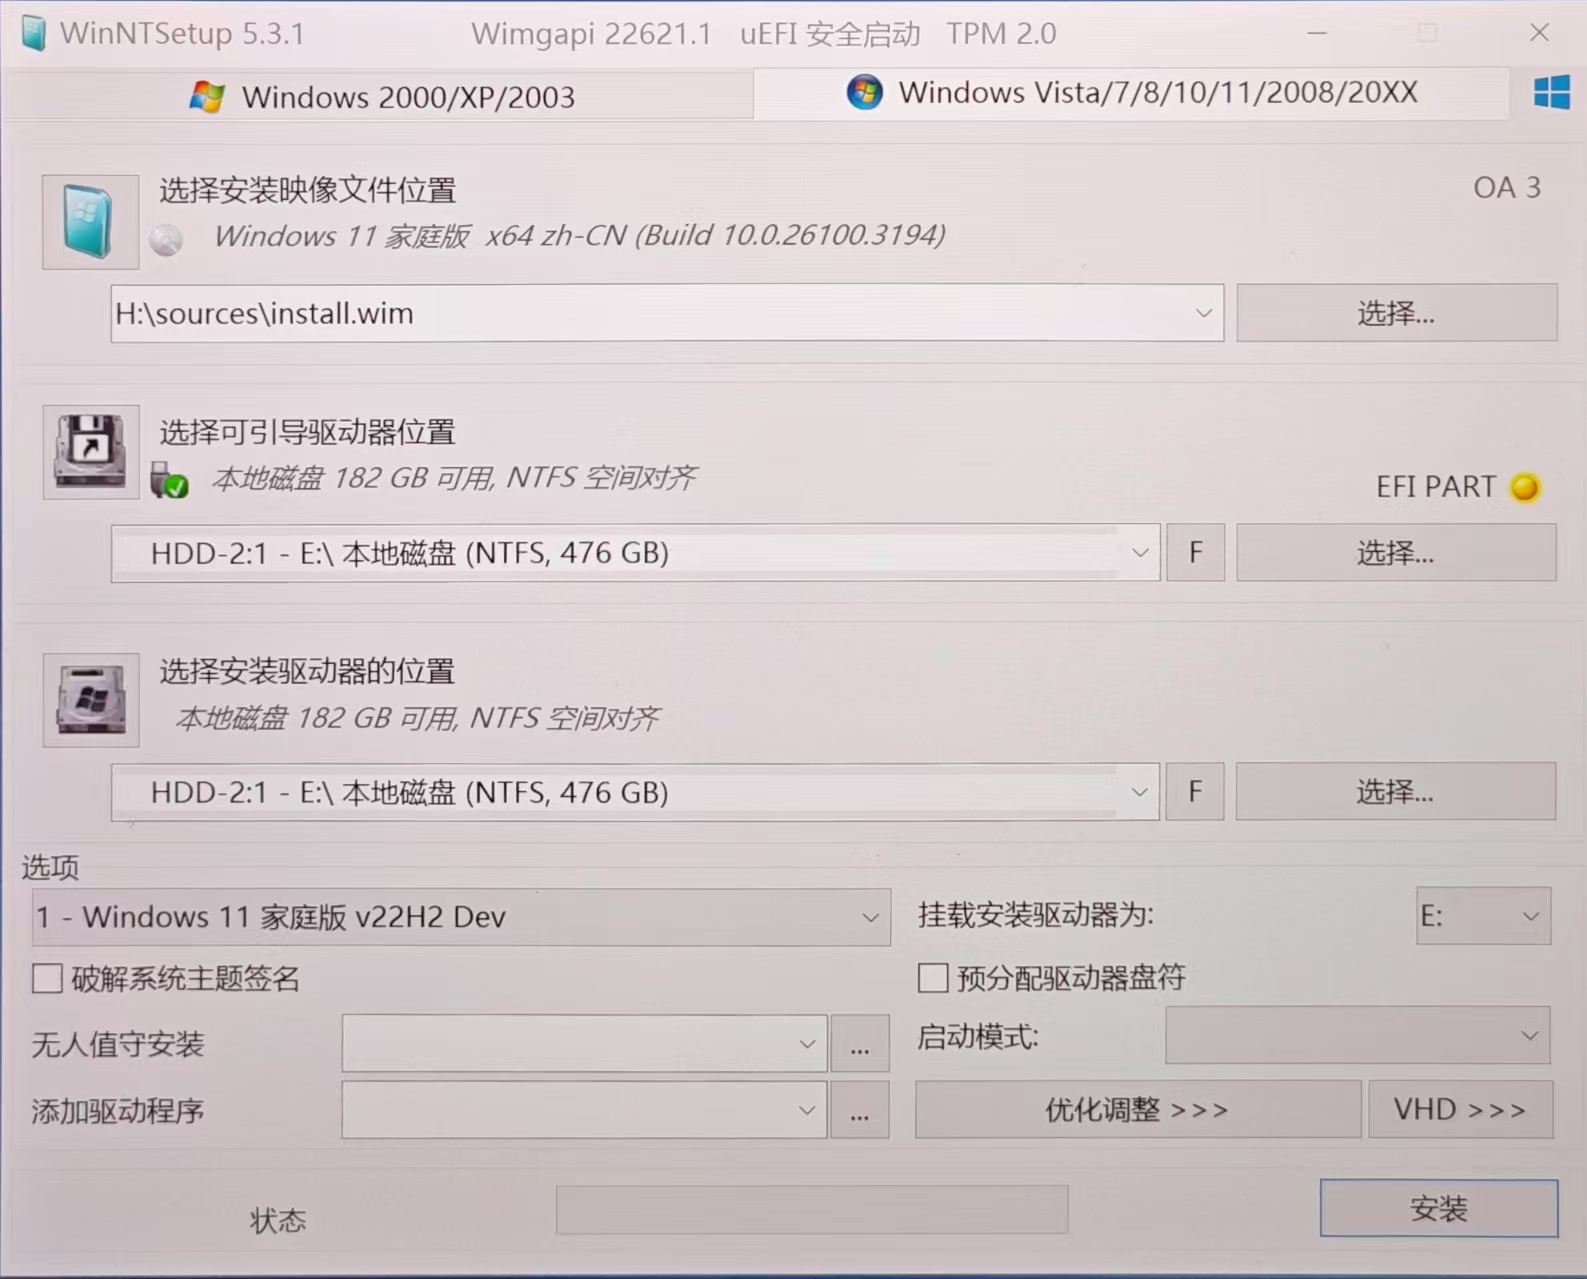 WinNTSetup 5.3.1 Wimgapi 22621.1 uEFI 安全启动 TPM 2.0
Windows 2000/XP/2003 Windows Vista/7/8/10/11/2008/20XX
选择安装映像文件位置 OA 3
Windows 11 家庭版 x64 zh-CN (Build 10.0.26100.3194)
H:\sources\install.wim 选择...
选择可引导驱动器位置
本地磁盘 182 GB 可用, NTFS 空间对齐 EFI PART
HDD-2:1 - E:\ 本地磁盘 (NTFS, 476 GB) F 选择...
选择安装驱动器的位置
本地磁盘 182 GB 可用, NTFS 空间对齐
HDD-2:1 - E:\ 本地磁盘 (NTFS, 476 GB) F 选择...
选项
1 - Windows 11 家庭版 v22H2 Dev 挂载安装驱动器为: E:
破解系统主题签名 预分配驱动器盘符
无人值守安装 ... 启动模式:
添加驱动程序 ... 优化调整 >>> VHD >>>
状态 安装